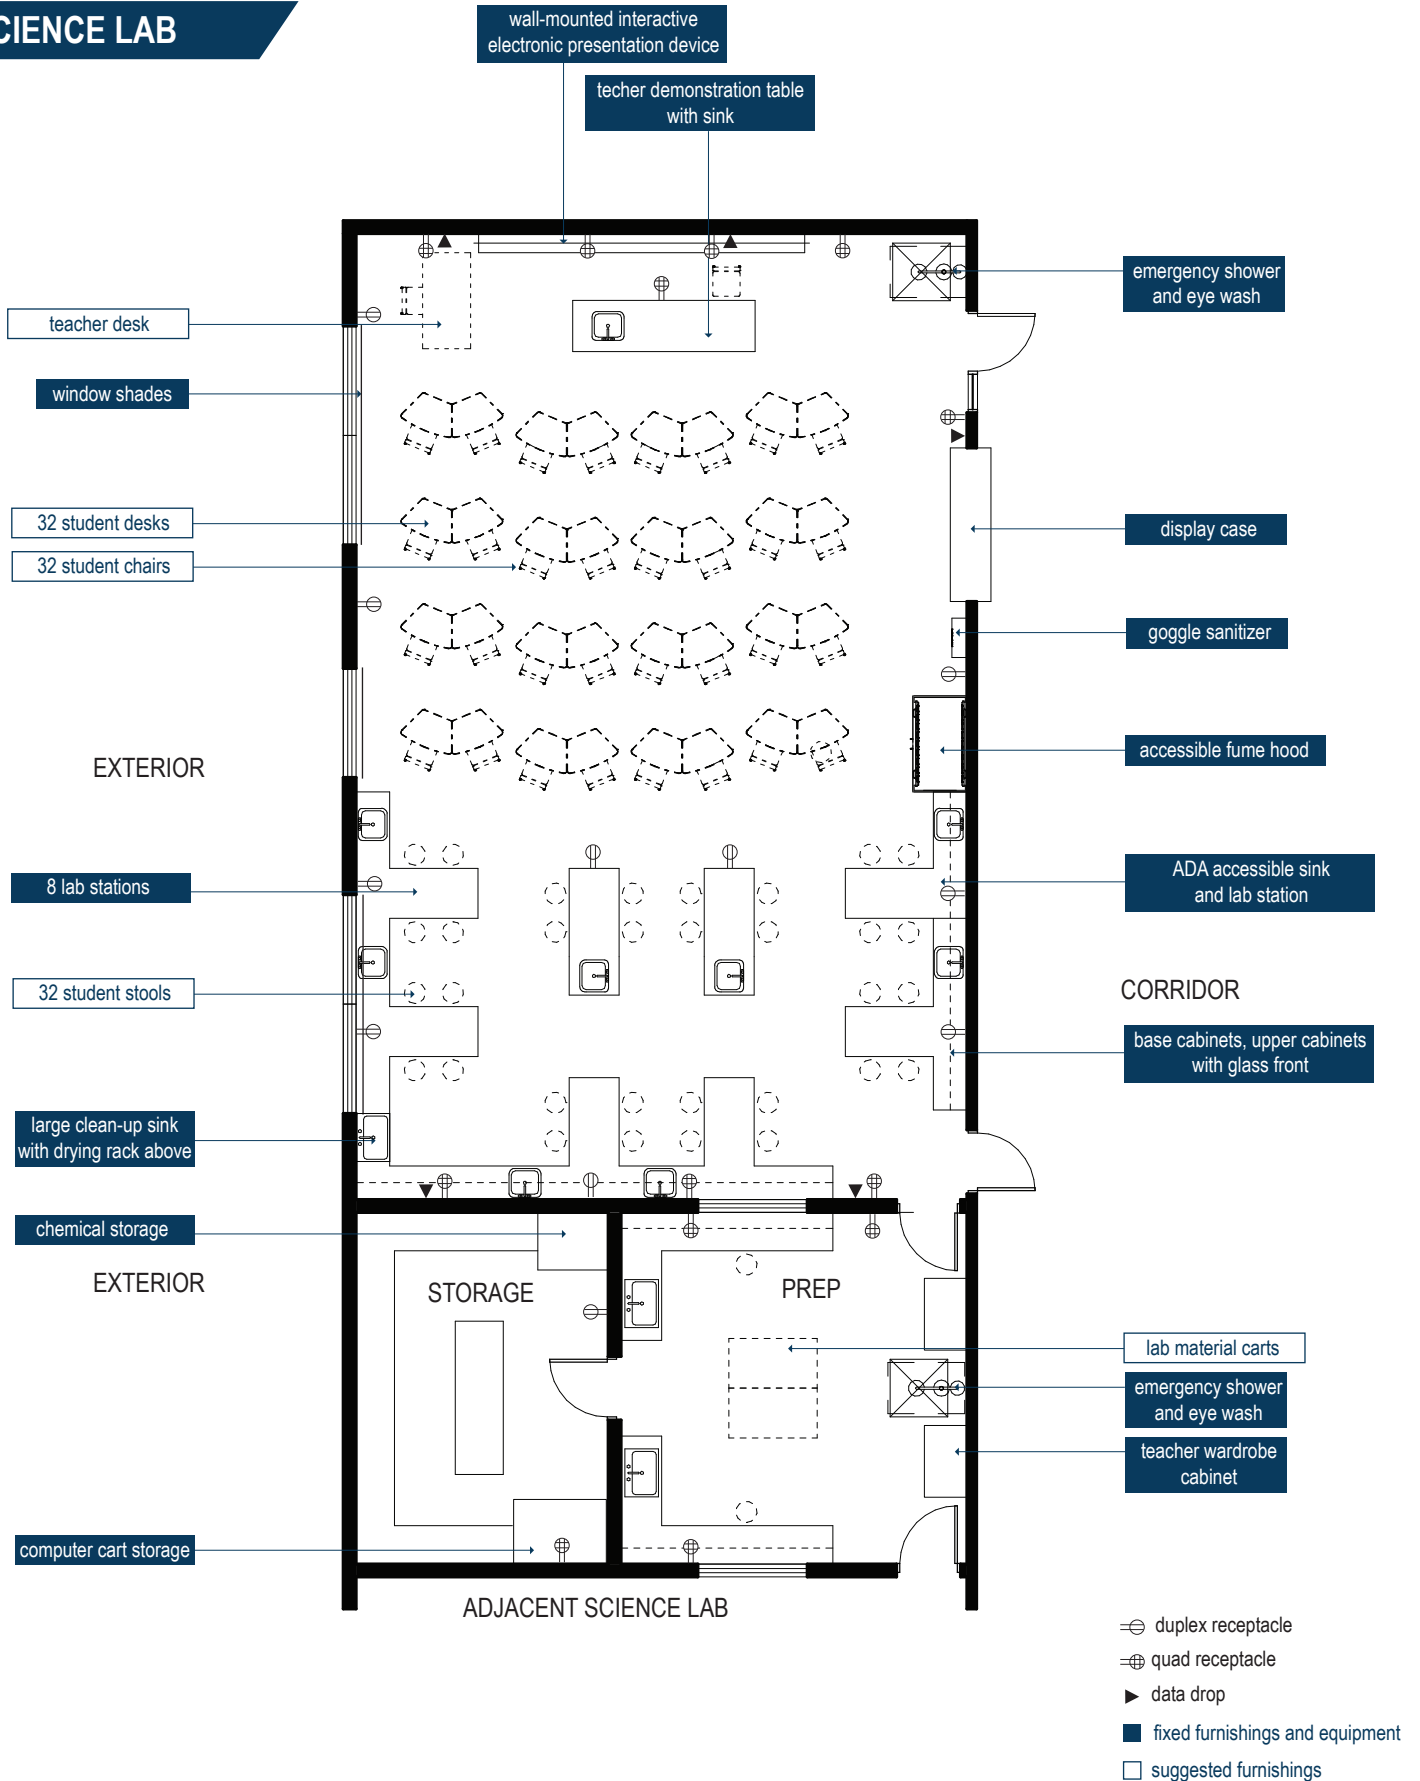 CIENCE LAB
wall-mounted interactive
electronic presentation device
techer demonstration table
with sink
emergency shower
and eye wash
teacher desk
window shades
32 student desks
display case
32 student chairs
goggle sanitizer
accessible fume hood
EXTERIOR
ADA accessible sink
and lab station
8 lab stations
32 student stools
CORRIDOR
base cabinets, upper cabinets
with glass front
large clean-up sink
with drying rack above
chemical storage
EXTERIOR
STORAGE
PREP
lab material carts
emergency shower
and eye wash
teacher wardrobe
cabinet
computer cart storage
ADJACENT SCIENCE LAB
duplex receptacle
quad receptacle
data drop
fixed furnishings and equipment
suggested furnishings